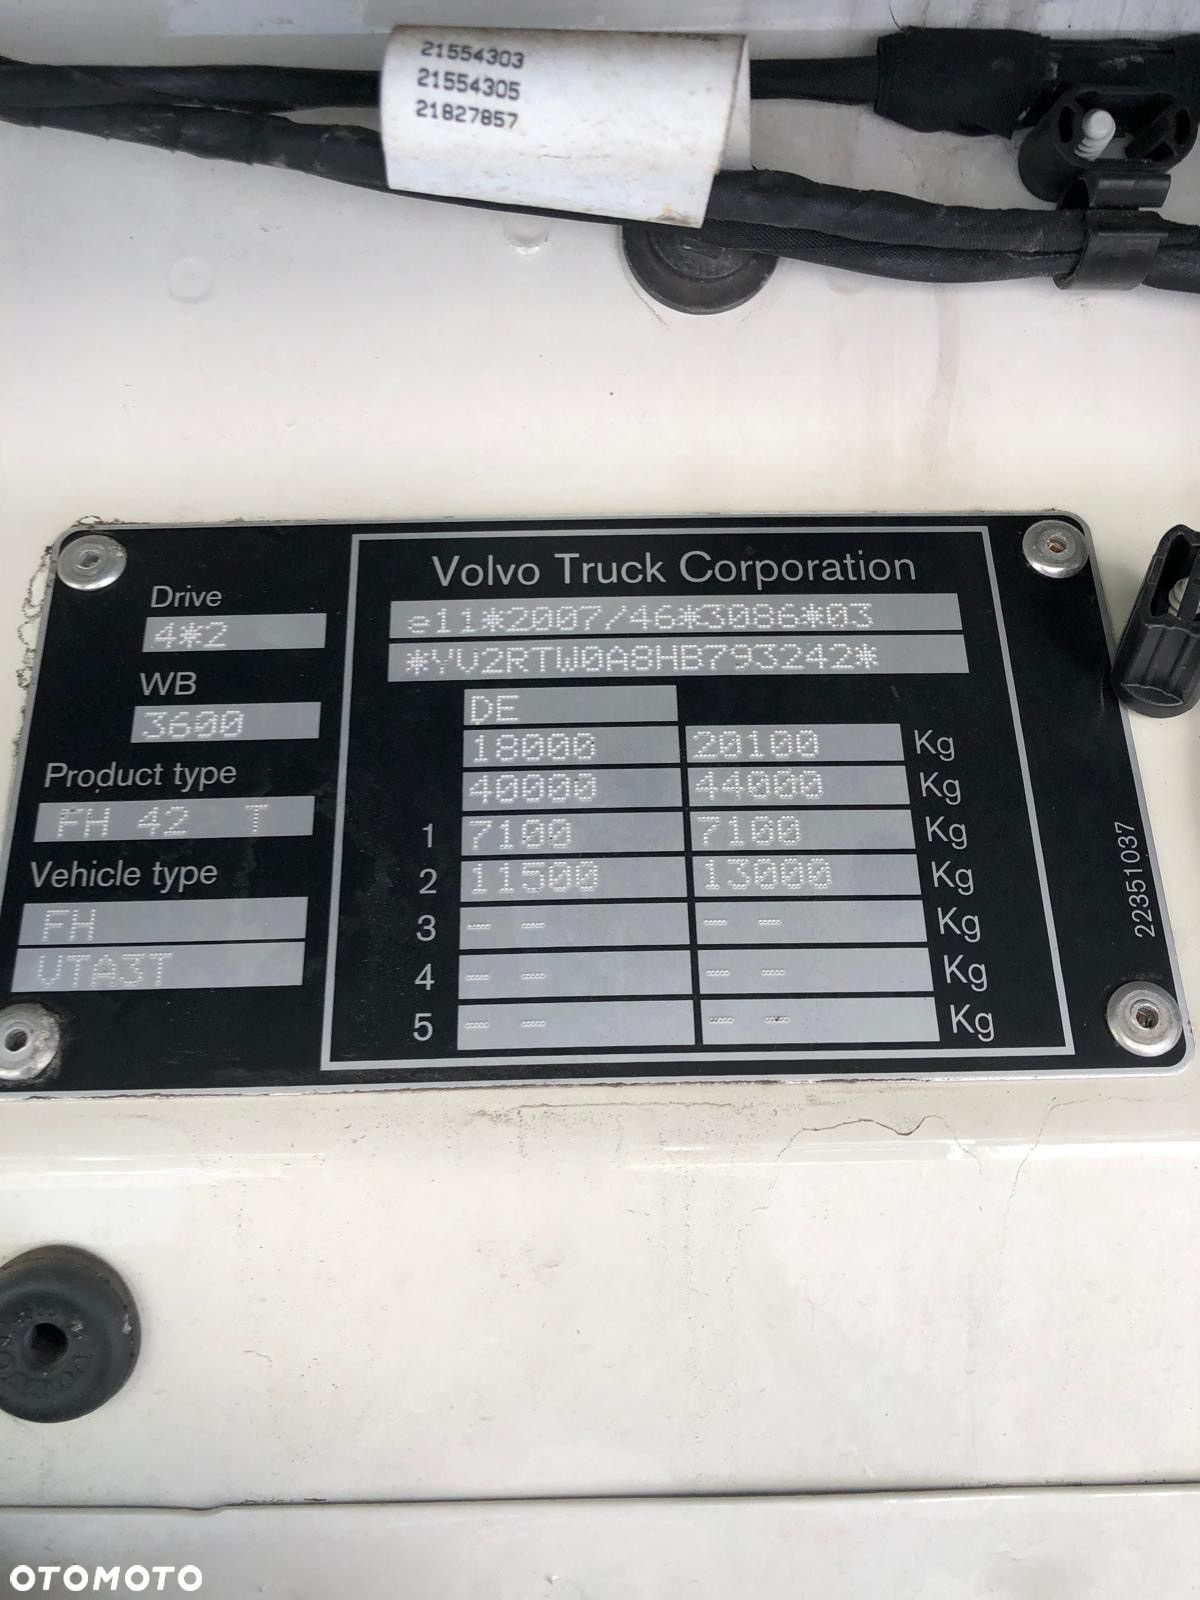 21554303
21554305
21827857
Volvo Truck Corporation
Drive
4*2
e11*2007/46*3086*03
*YV2RTW0A8HB793242*
WB
3600
DE
18000 20100 Kg
Product type
40000 44000 Kg
FH 42 T
1 7100 7100 Kg
Vehicle type
2 11500 13000 Kg
FH
3 -- -- -- -- Kg
VTA3T
4 -- -- -- -- Kg
5 -- -- -- -- Kg
22351037
VOLVO
OTOMOTO